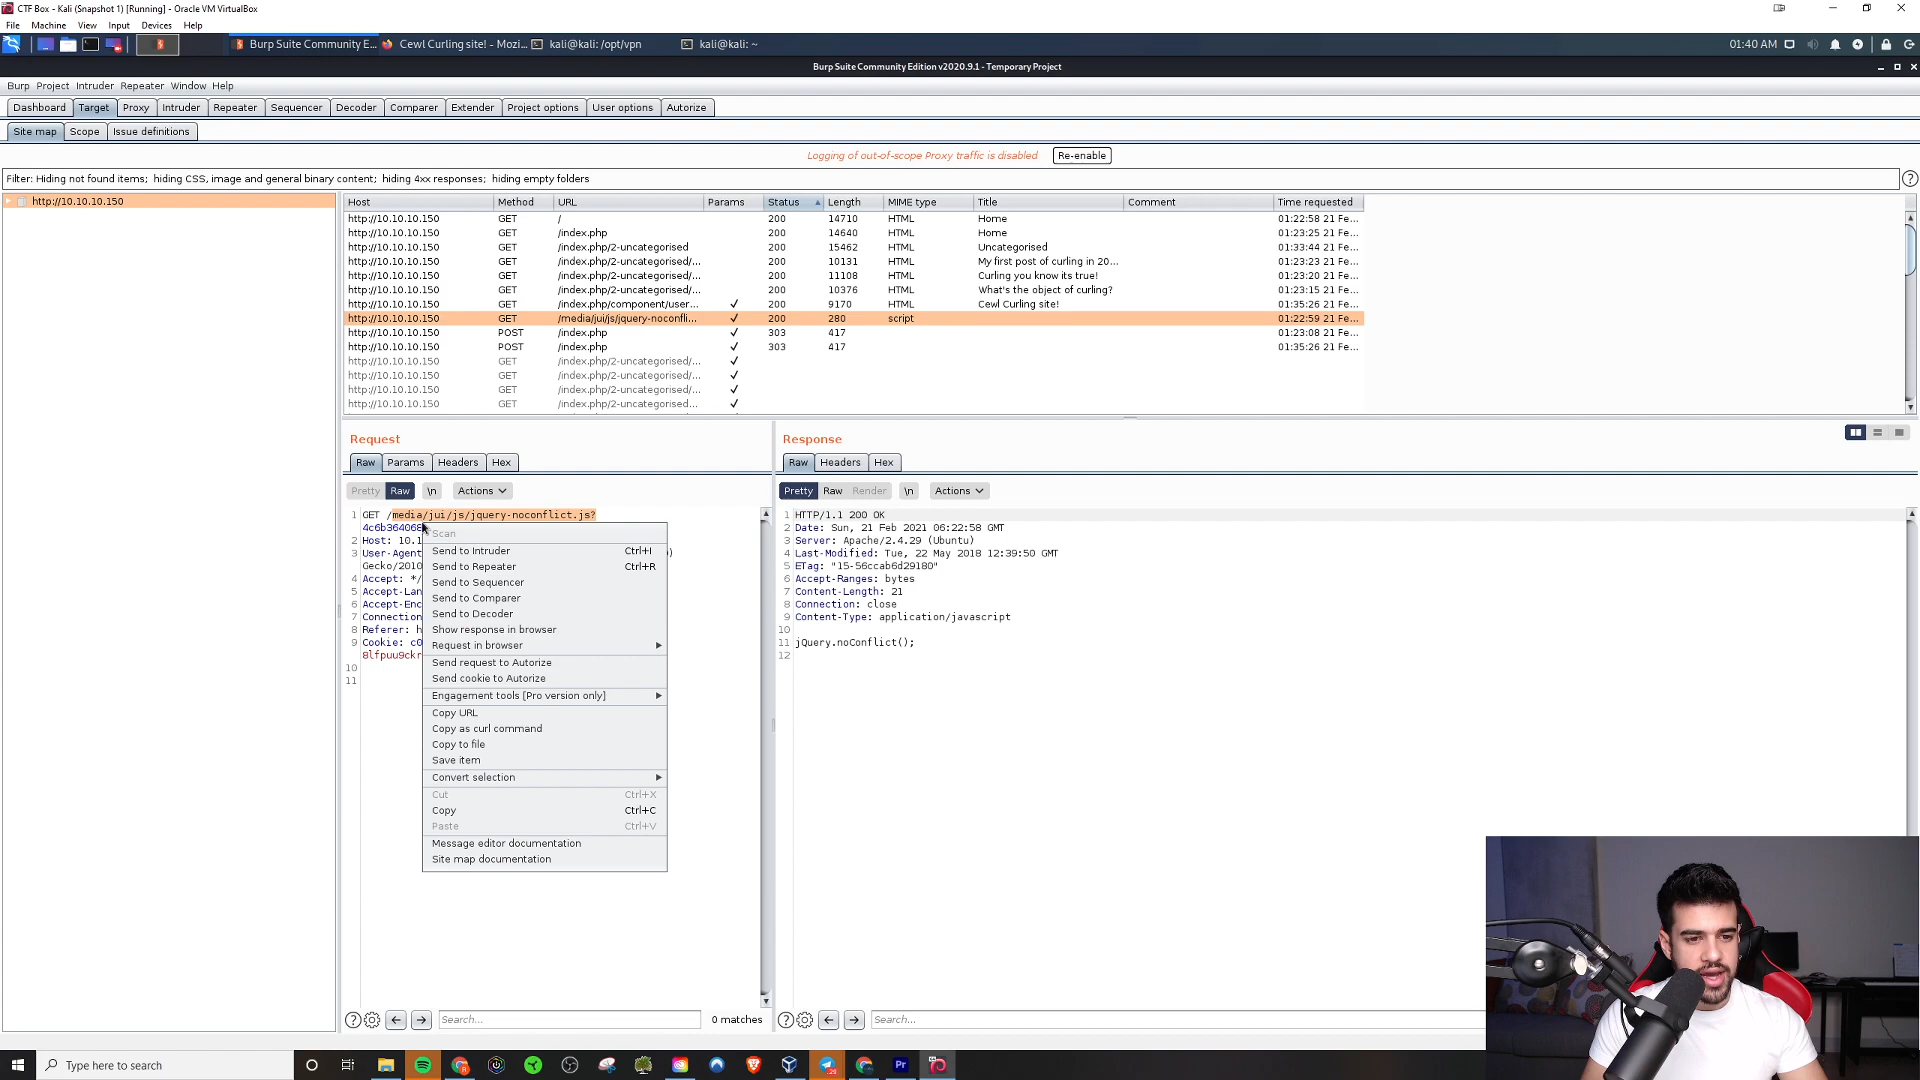 CTF Box - Kali (Snapshot 1) [Running] - Oracle VM VirtualBox
File Machine View Input Devices Help
Burp Suite Community E... Cewl Curling site! - Mozi... kali@kali: /opt/vpn kali@kali: ~ 01:40 AM
Burp Suite Community Edition v2020.9.1 - Temporary Project
Burp Project Intruder Repeater Window Help
Dashboard Target Proxy Intruder Repeater Sequencer Decoder Comparer Extender Project options User options Autorize
Site map Scope Issue definitions
Logging of out-of-scope Proxy traffic is disabled Re-enable
Filter: Hiding not found items; hiding CSS, image and general binary content; hiding 4xx responses; hiding empty folders ?
http://10.10.10.150
Host Method URL Params Status Length MIME type Title Comment Time requested
http://10.10.10.150 GET / 200 14710 HTML Home 01:22:58 21 Fe...
http://10.10.10.150 GET /index.php 200 14640 HTML Home 01:23:25 21 Fe...
http://10.10.10.150 GET /index.php/2-uncategorised 200 15462 HTML Uncategorised 01:33:44 21 Fe...
http://10.10.10.150 GET /index.php/2-uncategorised/... 200 10131 HTML My first post of curling in 20... 01:23:23 21 Fe...
http://10.10.10.150 GET /index.php/2-uncategorised/... 200 11108 HTML Curling you know its true! 01:23:20 21 Fe...
http://10.10.10.150 GET /index.php/2-uncategorised/... 200 10376 HTML What's the object of curling? 01:23:15 21 Fe...
http://10.10.10.150 GET /index.php/component/user... ✓ 200 9170 HTML Cewl Curling site! 01:35:26 21 Fe...
http://10.10.10.150 GET /media/jui/js/jquery-noconfli... ✓ 200 280 script 01:22:59 21 Fe...
http://10.10.10.150 POST /index.php ✓ 303 417 01:23:08 21 Fe...
http://10.10.10.150 POST /index.php ✓ 303 417 01:35:26 21 Fe...
http://10.10.10.150 GET /index.php/2-uncategorised/... ✓
http://10.10.10.150 GET /index.php/2-uncategorised/... ✓
http://10.10.10.150 GET /index.php/2-uncategorised/... ✓
http://10.10.10.150 GET /index.php/2-uncategorised/... ✓
Request
Raw Params Headers Hex
Pretty Raw \n Actions
1 GET /media/jui/js/jquery-noconflict.js?
4c6b364068
2 Host: 10.1
3 User-Agent )
Gecko/2010
4 Accept: */
5 Accept-Lan
6 Accept-Enc
7 Connection
8 Referer: h
9 Cookie: c0
8lfpuu9ckr
10
11
Scan
Send to Intruder Ctrl+I
Send to Repeater Ctrl+R
Send to Sequencer
Send to Comparer
Send to Decoder
Show response in browser
Request in browser
Send request to Autorize
Send cookie to Autorize
Engagement tools [Pro version only]
Copy URL
Copy as curl command
Copy to file
Save item
Convert selection
Cut Ctrl+X
Copy Ctrl+C
Paste Ctrl+V
Message editor documentation
Site map documentation
? Search... 0 matches
Response
Raw Headers Hex
Pretty Raw Render \n Actions
1 HTTP/1.1 200 OK
2 Date: Sun, 21 Feb 2021 06:22:58 GMT
3 Server: Apache/2.4.29 (Ubuntu)
4 Last-Modified: Tue, 22 May 2018 12:39:50 GMT
5 ETag: "15-56ccab6d29180"
6 Accept-Ranges: bytes
7 Content-Length: 21
8 Connection: close
9 Content-Type: application/javascript
10
11 jQuery.noConflict();
12
? Search...
Type here to search
Pr